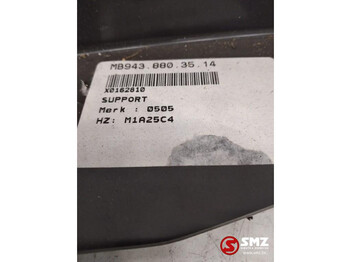 MB943.880.35.14
X0162810
SUPPORT
Merk : 0505
HZ: M1A25C4
SMZ